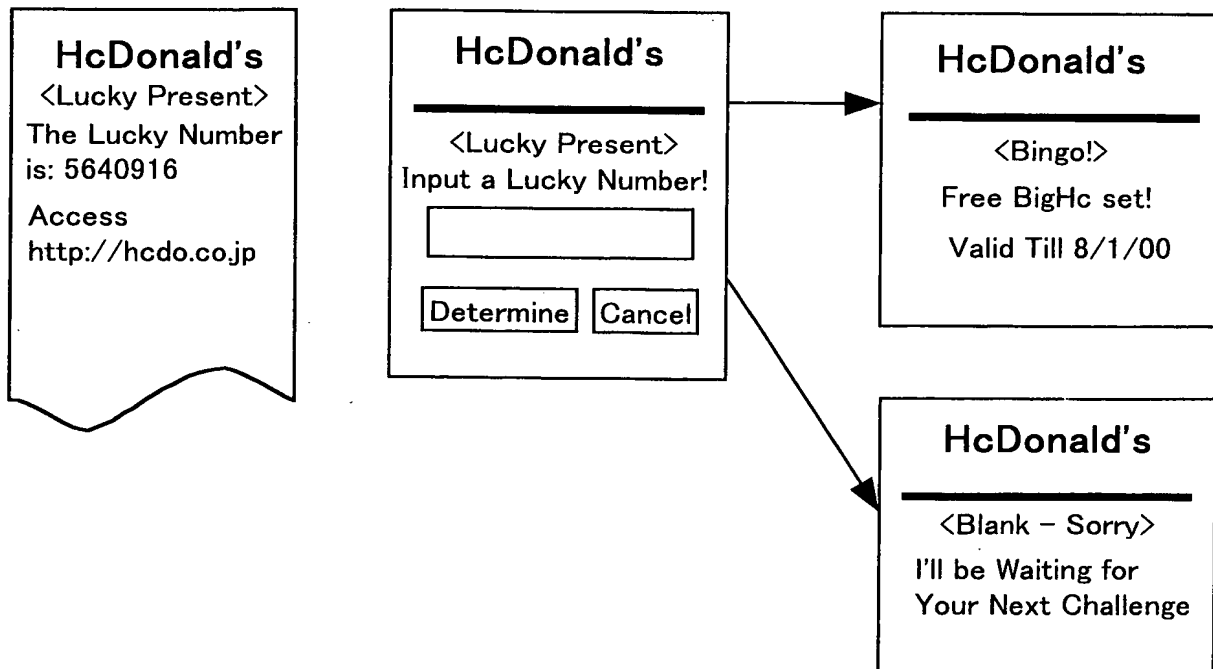 HcDonald's
<Lucky Present>
The Lucky Number
is: 5640916
Access
http://hcdo.co.jp
HcDonald's
<Lucky Present>
Input a Lucky Number!
Determine
Cancel
HcDonald's
<Bingo!>
Free BigHc set!
Valid Till 8/1/00
HcDonald's
<Blank - Sorry>
I'll be Waiting for
Your Next Challenge